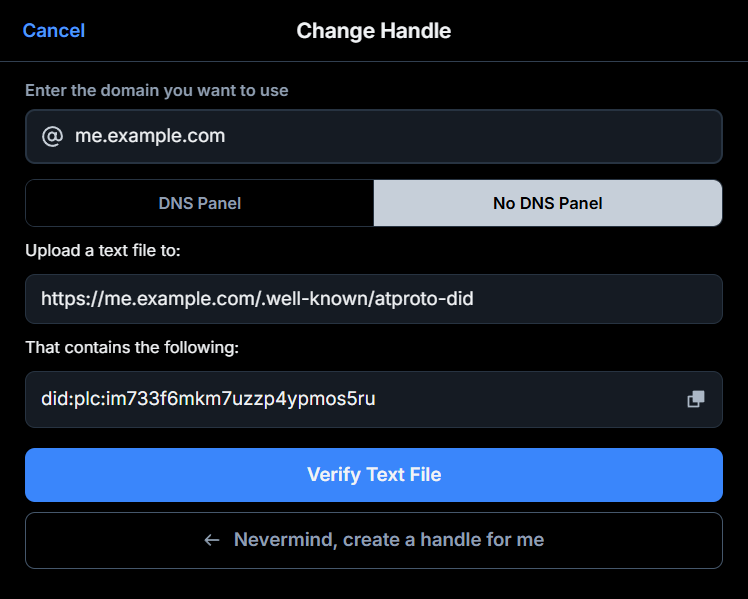 Cancel
Change Handle
Enter the domain you want to use
@ me.example.com
DNS Panel
No DNS Panel
Upload a text file to:
https://me.example.com/.well-known/atproto-did
That contains the following:
did:plc:im733f6mkm7uzzp4ypmos5ru
Verify Text File
← Nevermind, create a handle for me